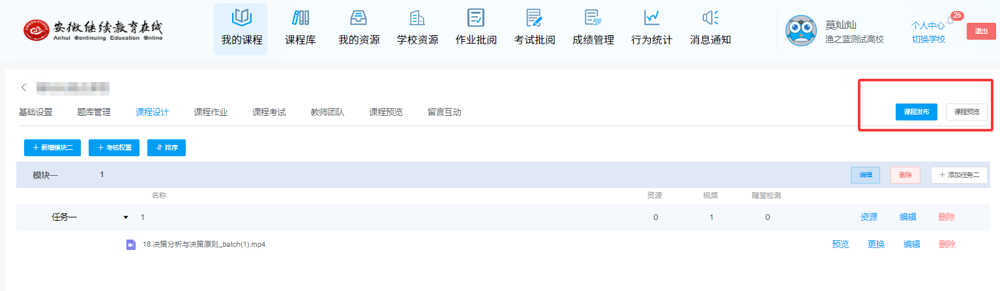 安徽继续教育在线
Anhui Continuing Education Online
我的课程 课程库 我的资源 学校资源 作业批阅 考试批阅 成绩管理 行为统计 消息通知
莫灿灿
渔之蓝测试高校
个人中心 26
切换学校
退出
基础设置 题库管理 课程设计 课程作业 课程考试 教师团队 课程预览 留言互动 课程发布 课程预览
+ 新增模块二 + 考核权重 排序
模块一 1 编辑 删除 + 添加任务二
名称 资源 视频 随堂检测
任务一 1 0 1 0 资源 编辑 删除
18.决策分析与决策原则_batch(1).mp4 预览 更换 编辑 删除